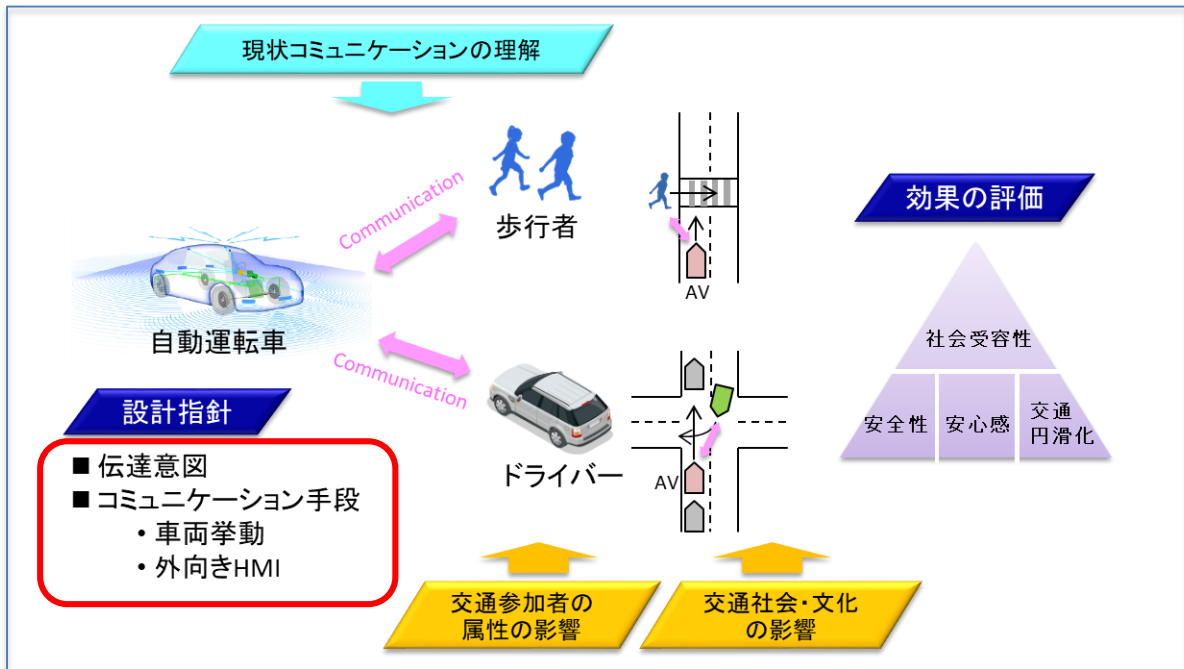 現状コミュニケーションの理解
Communication
歩行者
AV
自動運転車
Communication
ドライバー
AV
効果の評価
社会受容性
安全性
安心感
交通
円滑化
設計指針
■ 伝達意図
■ コミュニケーション手段
• 車両挙動
• 外向きHMI
交通参加者の
属性の影響
交通社会・文化
の影響